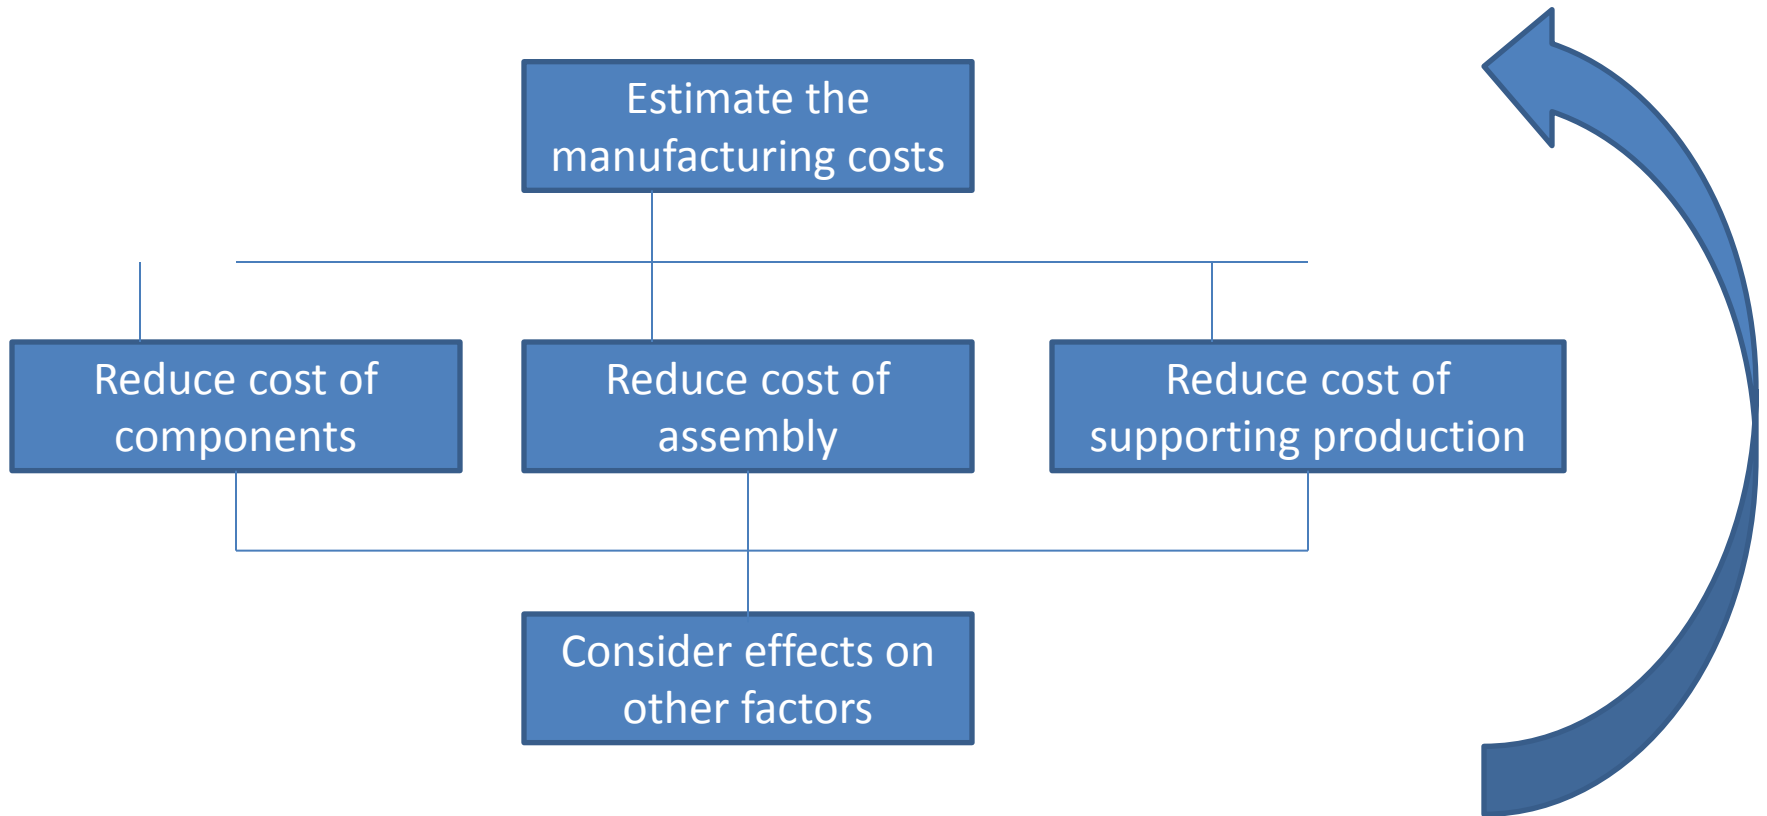 Estimate the
manufacturing costs
Reduce cost of
components
Reduce cost of
assembly
Reduce cost of
supporting production
Consider effects on
other factors